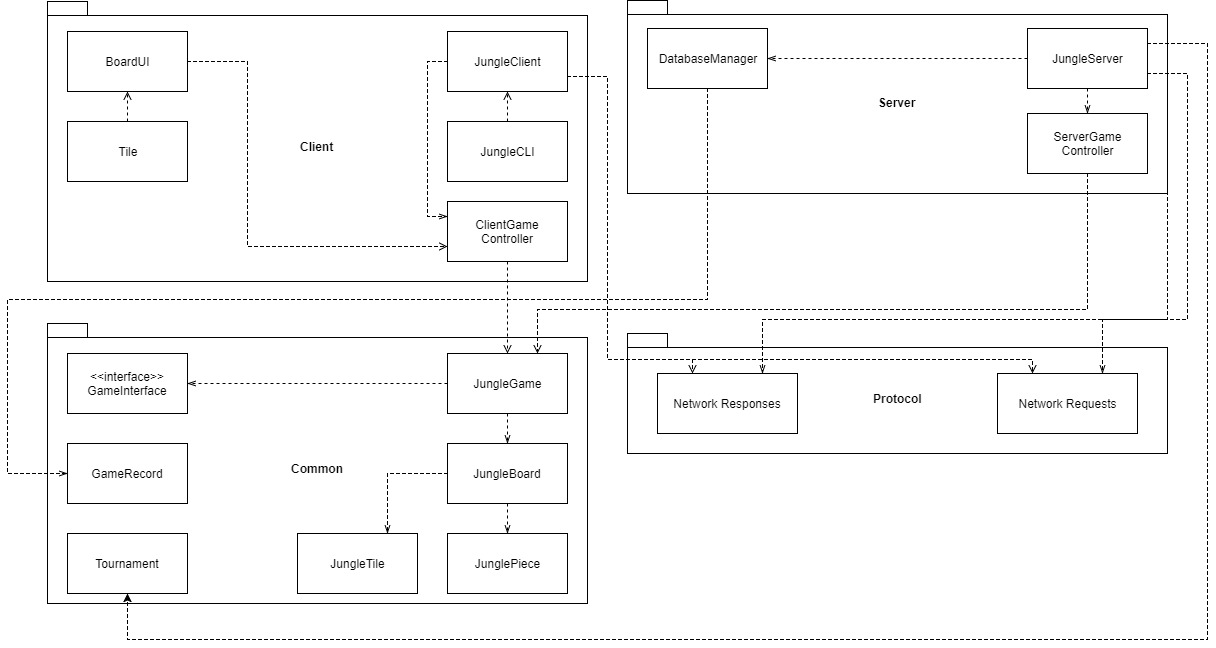 BoardUI
JungleClient
Client
Tile
JungleCLI
ClientGame
Controller
DatabaseManager
JungleServer
Server
ServerGame
Controller
<<interface>>
GameInterface
JungleGame
GameRecord
Common
JungleBoard
Tournament
JungleTile
JunglePiece
Network Responses
Protocol
Network Requests